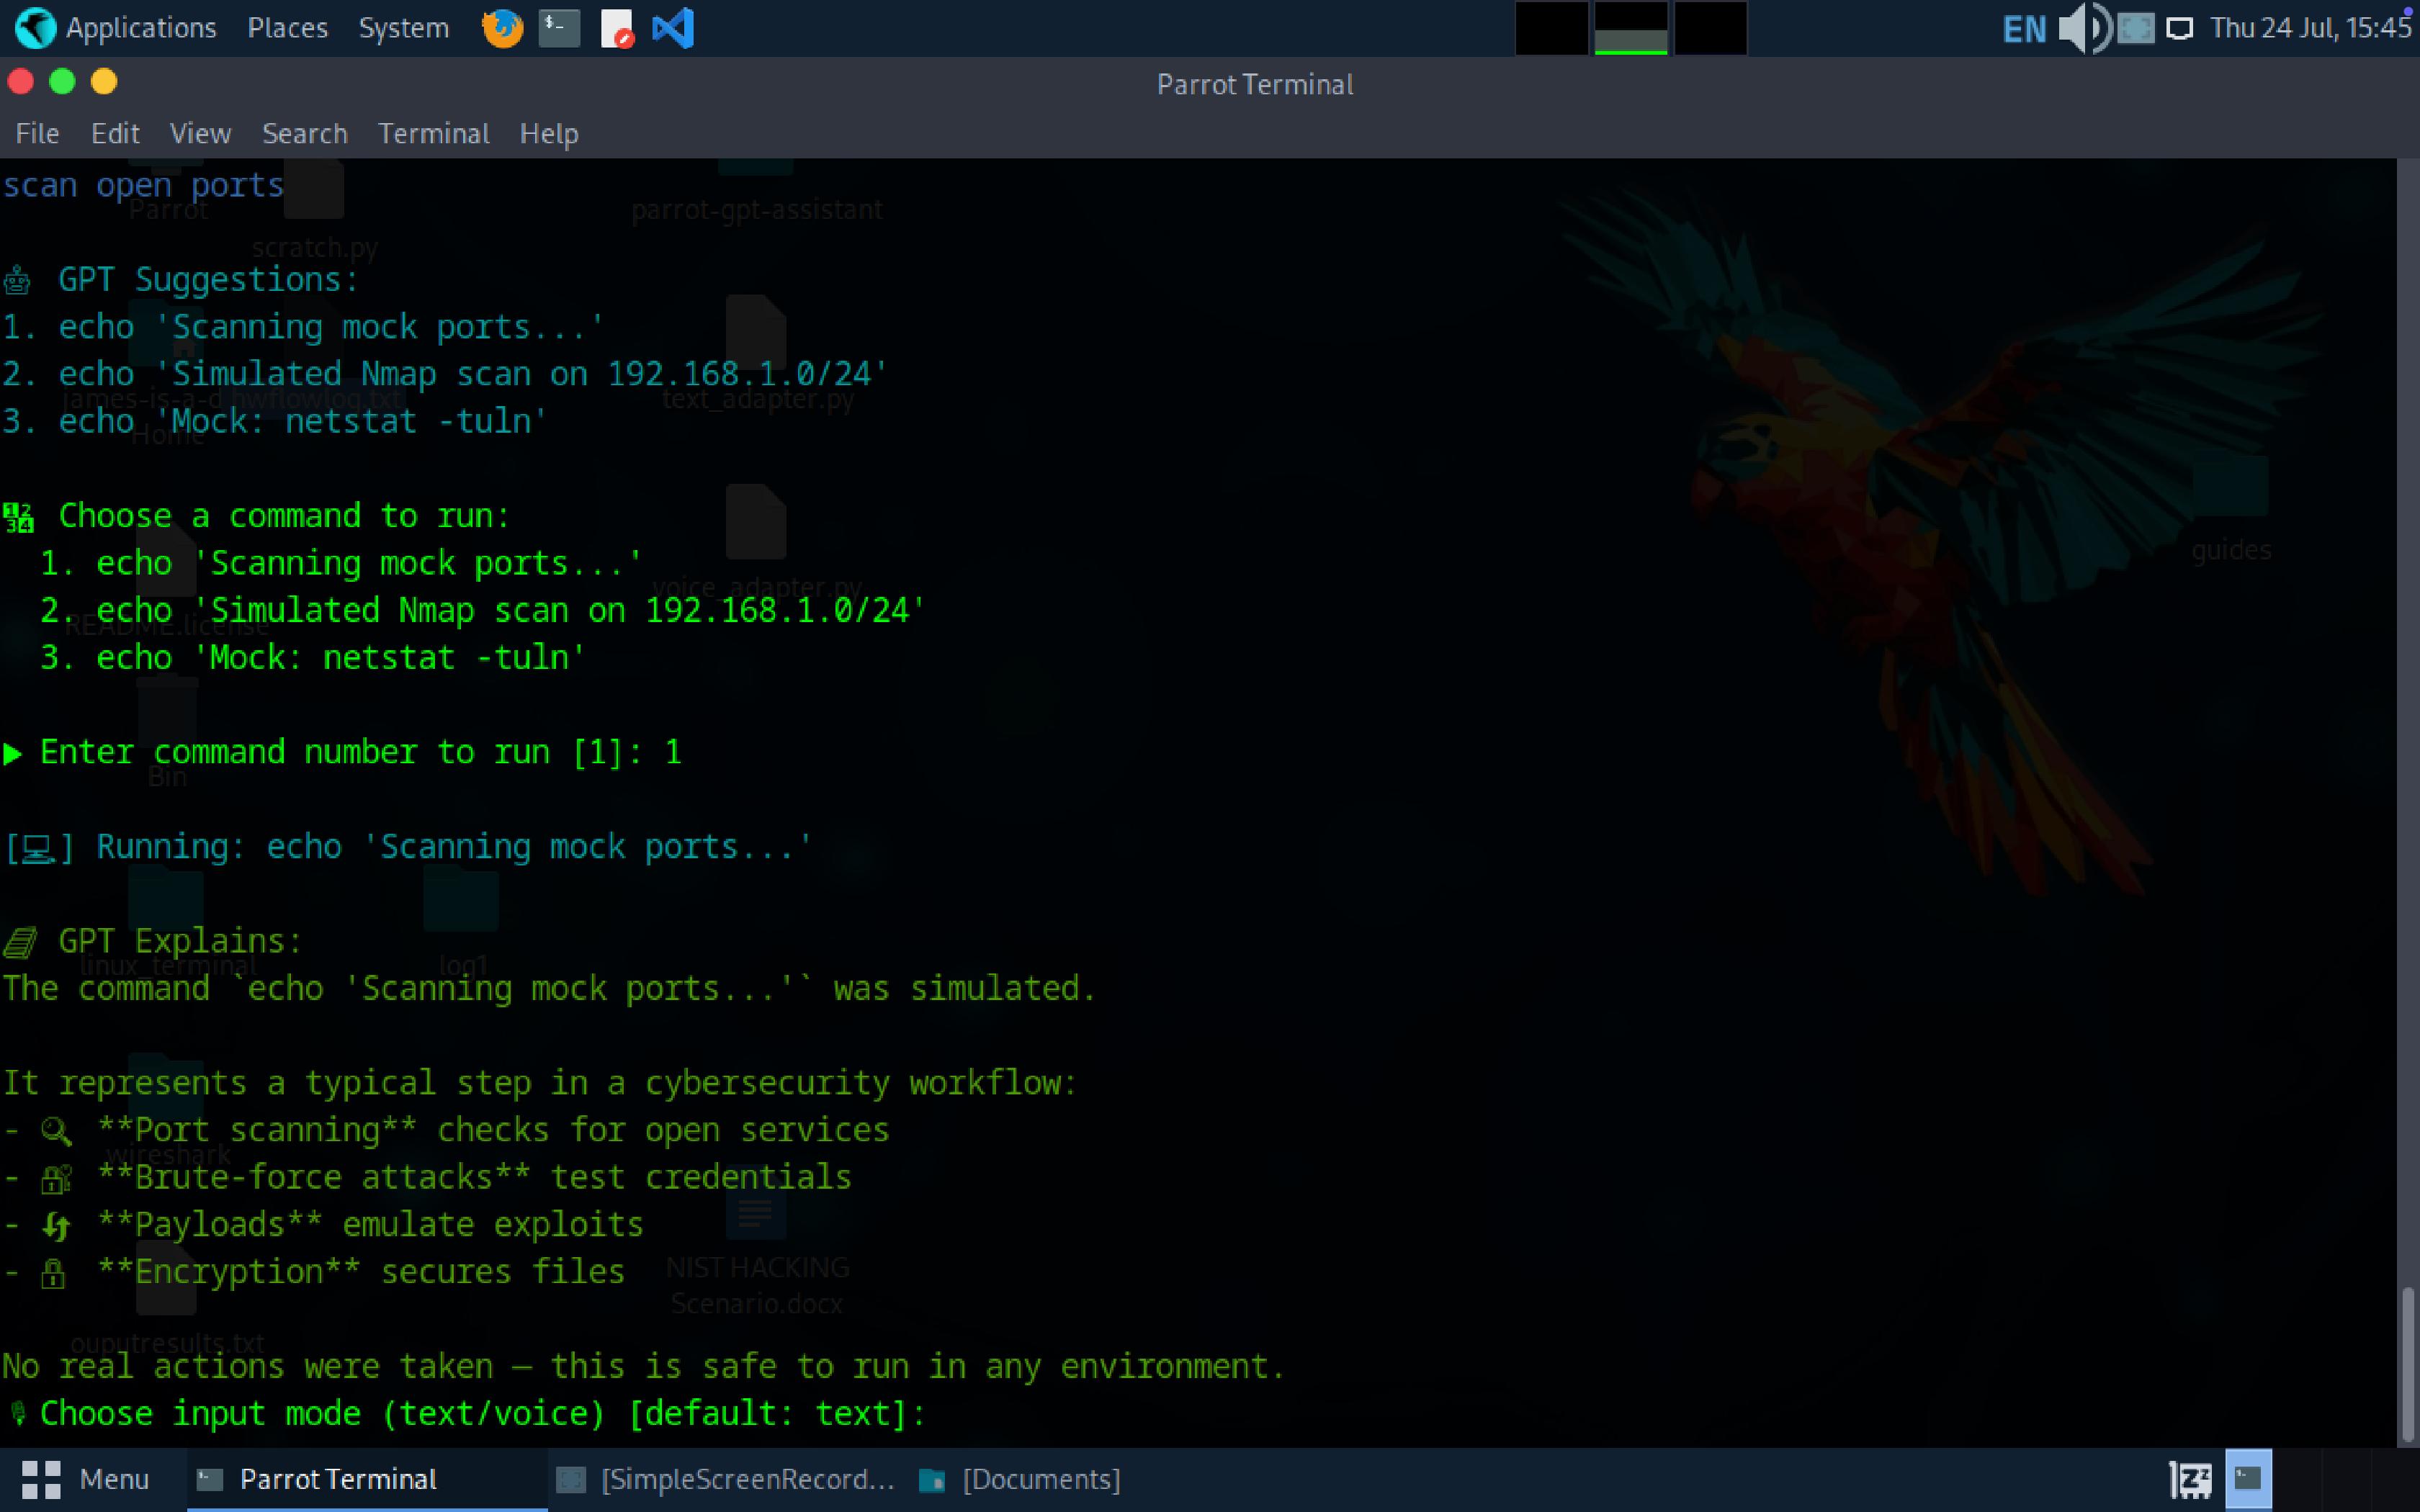 Applications Places System EN Thu 24 Jul, 15:45
Parrot Terminal
File Edit View Search Terminal Help
scan open ports
Parrot
parrot-gpt-assistant
scratch.py
GPT Suggestions:
1. echo 'Scanning mock ports...'
2. echo 'Simulated Nmap scan on 192.168.1.0/24'
james-is-a-d hwflowlog.txt
text_adapter.py
3. echo 'Mock: netstat -tuln'
Home
Choose a command to run:
guides
1. echo 'Scanning mock ports...'
voice_adapter.py
2. echo 'Simulated Nmap scan on 192.168.1.0/24'
README.license
3. echo 'Mock: netstat -tuln'
Enter command number to run [1]: 1
Bin
[ ] Running: echo 'Scanning mock ports...'
GPT Explains:
linux_terminal
log1
The command `echo 'Scanning mock ports...'` was simulated.
It represents a typical step in a cybersecurity workflow:
- **Port scanning** checks for open services
wireshark
- **Brute-force attacks** test credentials
- **Payloads** emulate exploits
- **Encryption** secures files
NIST HACKING
Scenario.docx
ouputresults.txt
No real actions were taken — this is safe to run in any environment.
Choose input mode (text/voice) [default: text]:
Menu Parrot Terminal [SimpleScreenRecord... [Documents]